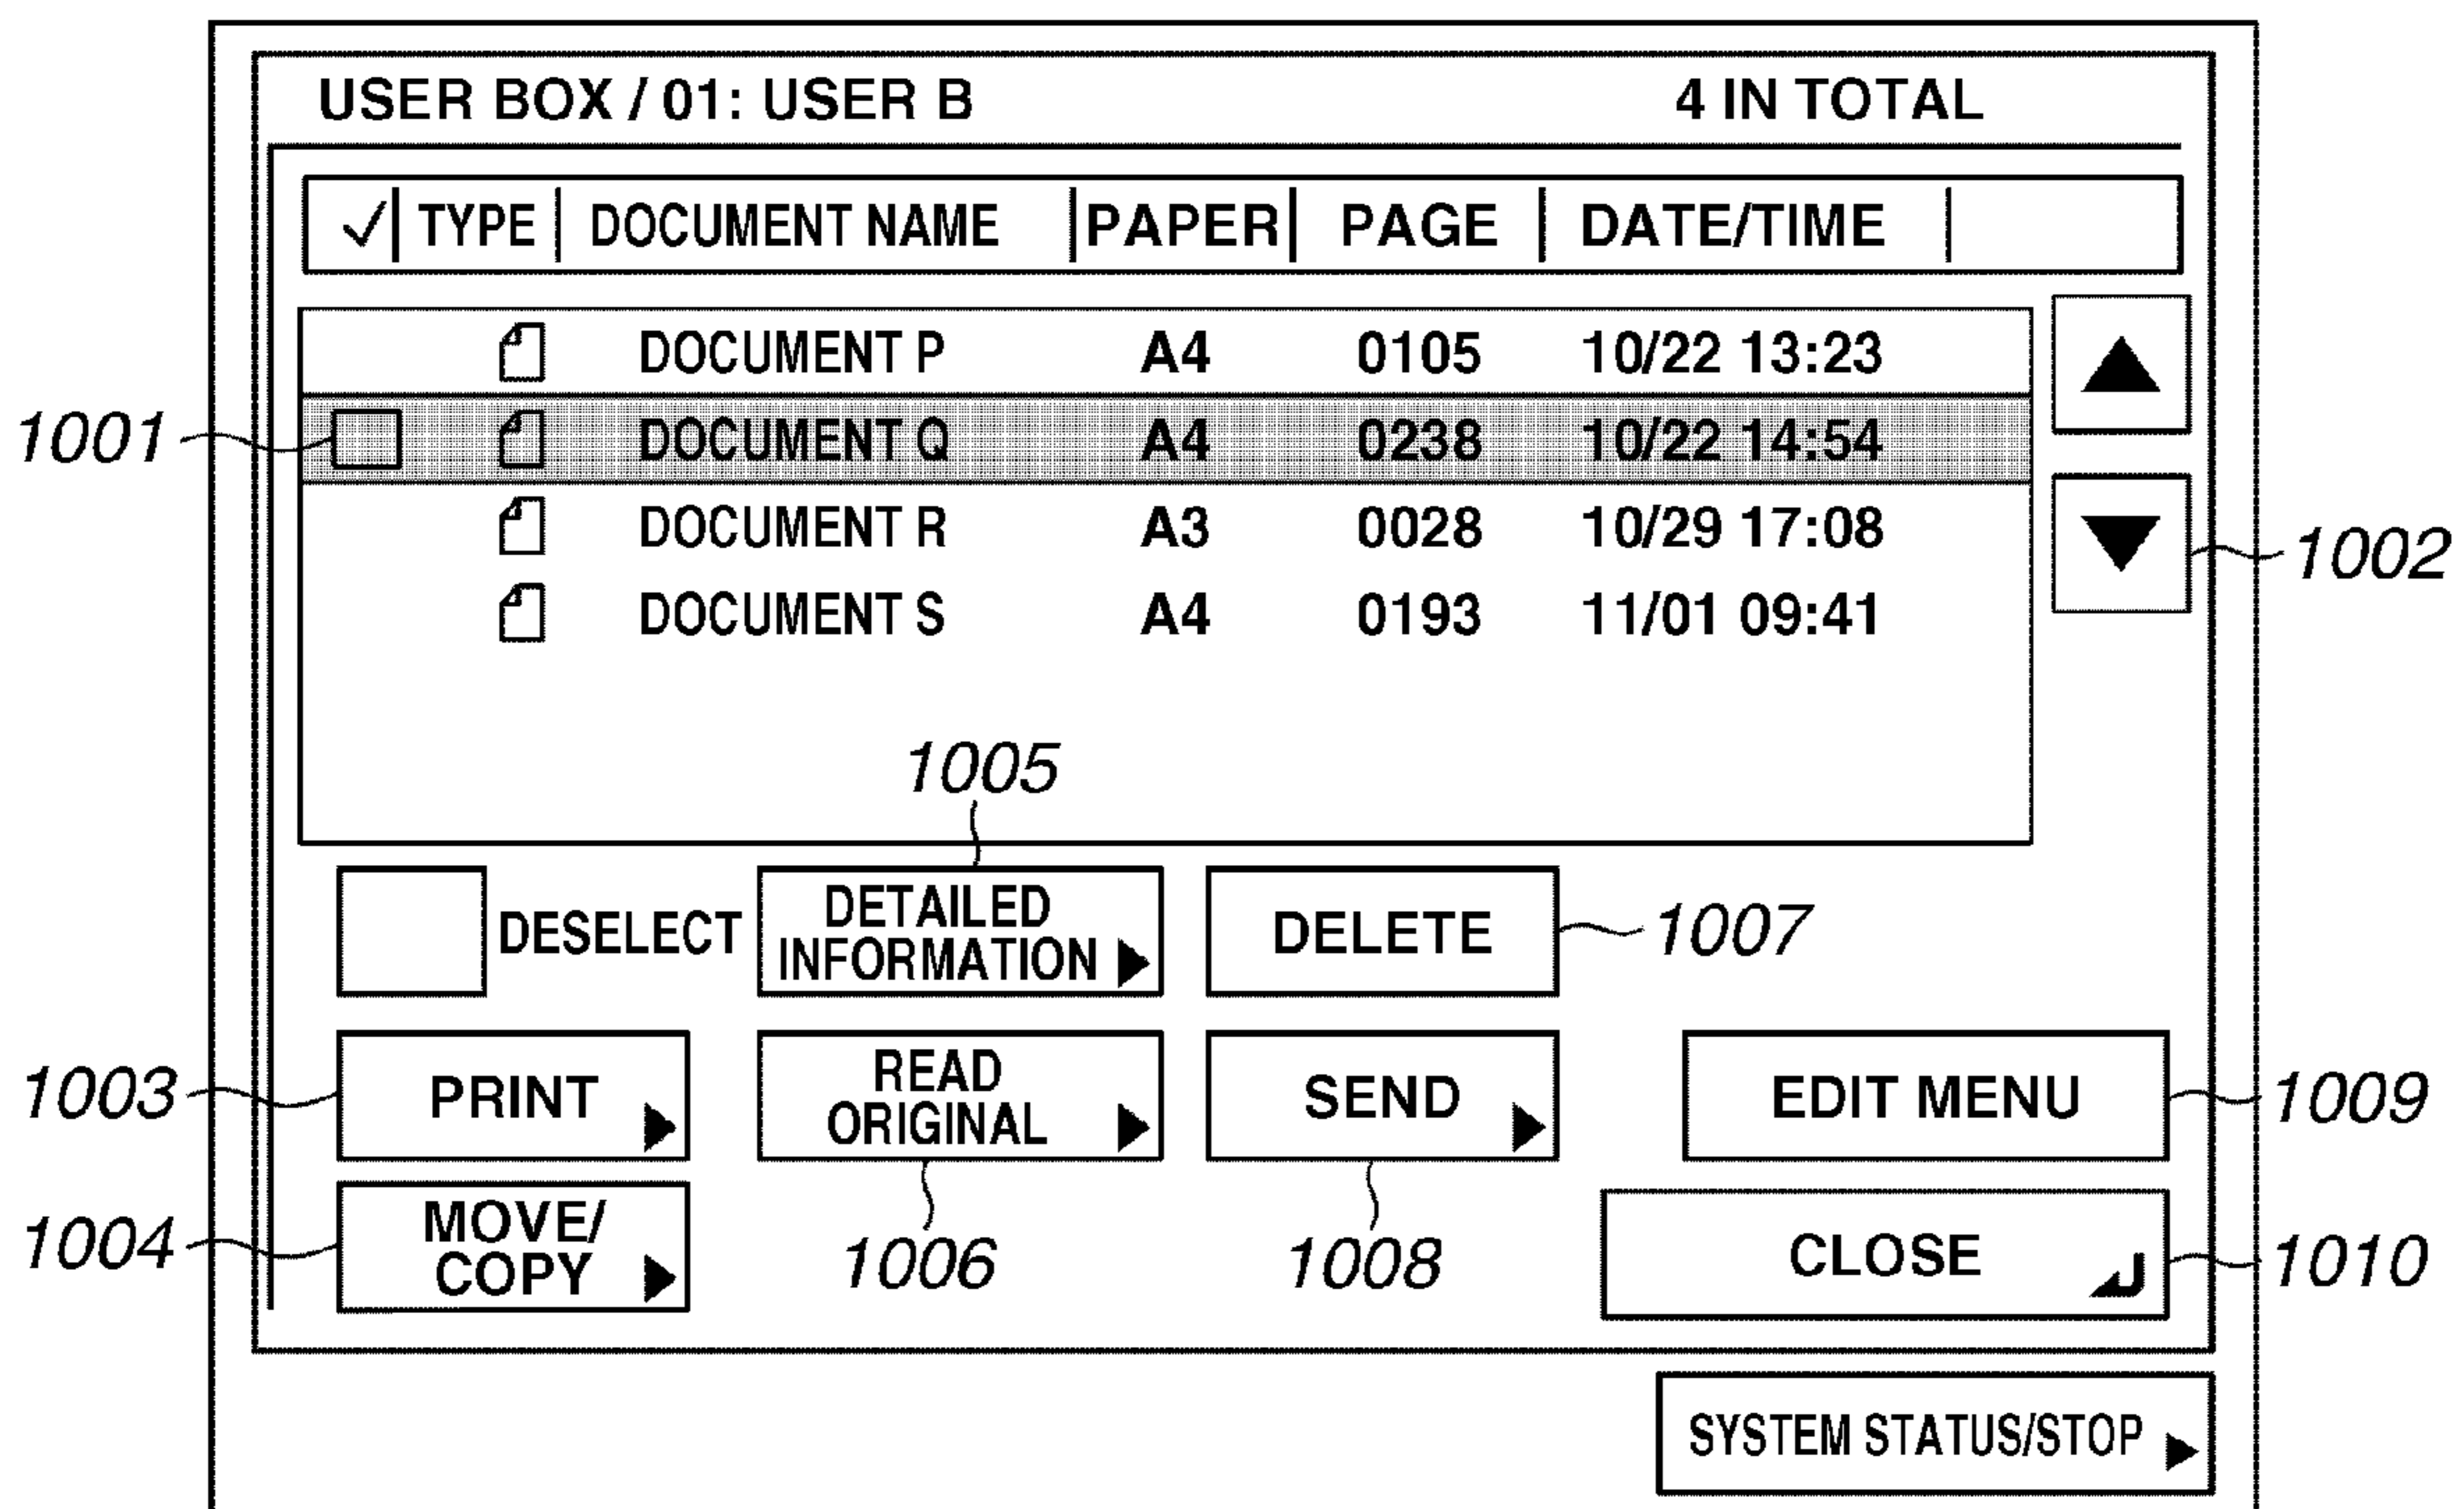 USER BOX / 01: USER B 4 IN TOTAL
✓ TYPE DOCUMENT NAME PAPER PAGE DATE/TIME
DOCUMENT P A4 0105 10/22 13:23
1001 DOCUMENT Q A4 0238 10/22 14:54
DOCUMENT R A3 0028 10/29 17:08
1002
DOCUMENT S A4 0193 11/01 09:41
1005
DESELECT
DETAILED
INFORMATION
DELETE
1007
1003
PRINT
READ
ORIGINAL
SEND
EDIT MENU
1009
1004
MOVE/
COPY
1006
1008
CLOSE
1010
SYSTEM STATUS/STOP